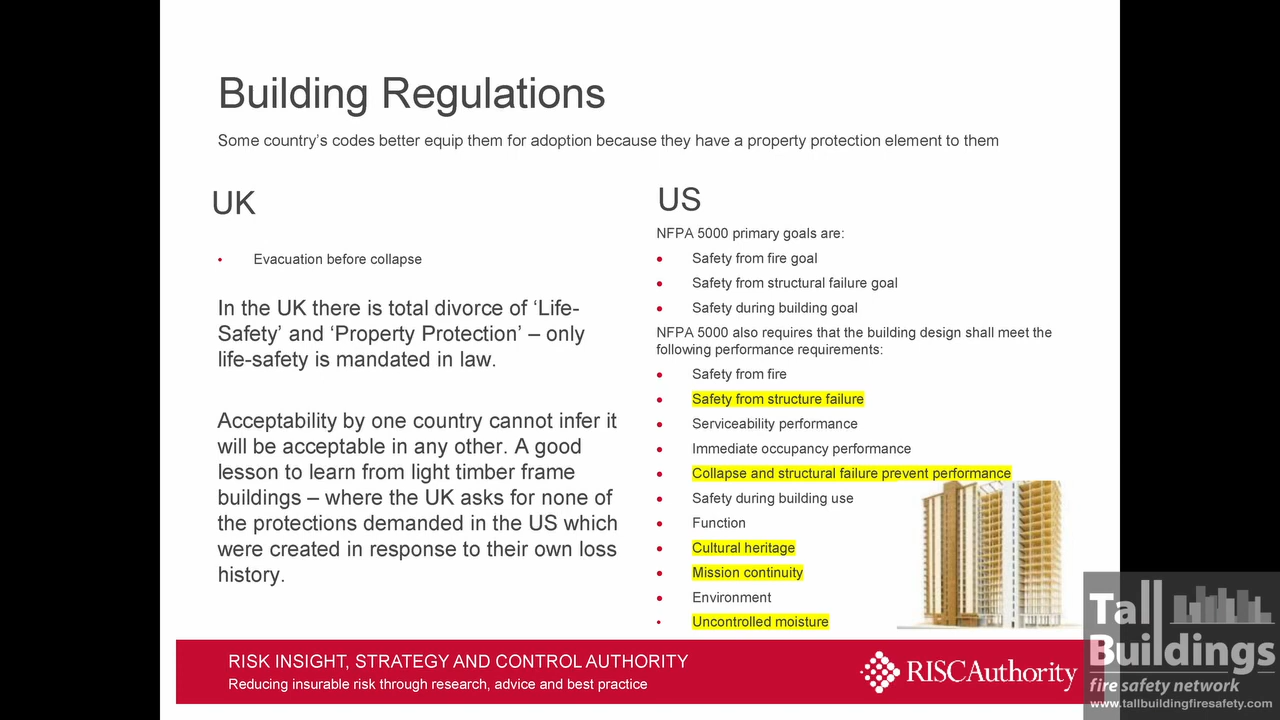 Building Regulations
Some country's codes better equip them for adoption because they have a property protection element to them
UK
• Evacuation before collapse
In the UK there is total divorce of ‘Life-
Safety’ and ‘Property Protection’ – only
life-safety is mandated in law.
Acceptability by one country cannot infer it
will be acceptable in any other. A good
lesson to learn from light timber frame
buildings – where the UK asks for none of
the protections demanded in the US which
were created in response to their own loss
history.
US
NFPA 5000 primary goals are:
• Safety from fire goal
• Safety from structural failure goal
• Safety during building goal
NFPA 5000 also requires that the building design shall meet the
following performance requirements:
• Safety from fire
• Safety from structure failure
• Serviceability performance
• Immediate occupancy performance
• Collapse and structural failure prevent performance
• Safety during building use
• Function
• Cultural heritage
• Mission continuity
• Environment
• Uncontrolled moisture
RISK INSIGHT, STRATEGY AND CONTROL AUTHORITY
Reducing insurable risk through research, advice and best practice
RISCAuthority
Tall
Buildings
fire safety network
www.tallbuildingfiresafety.com